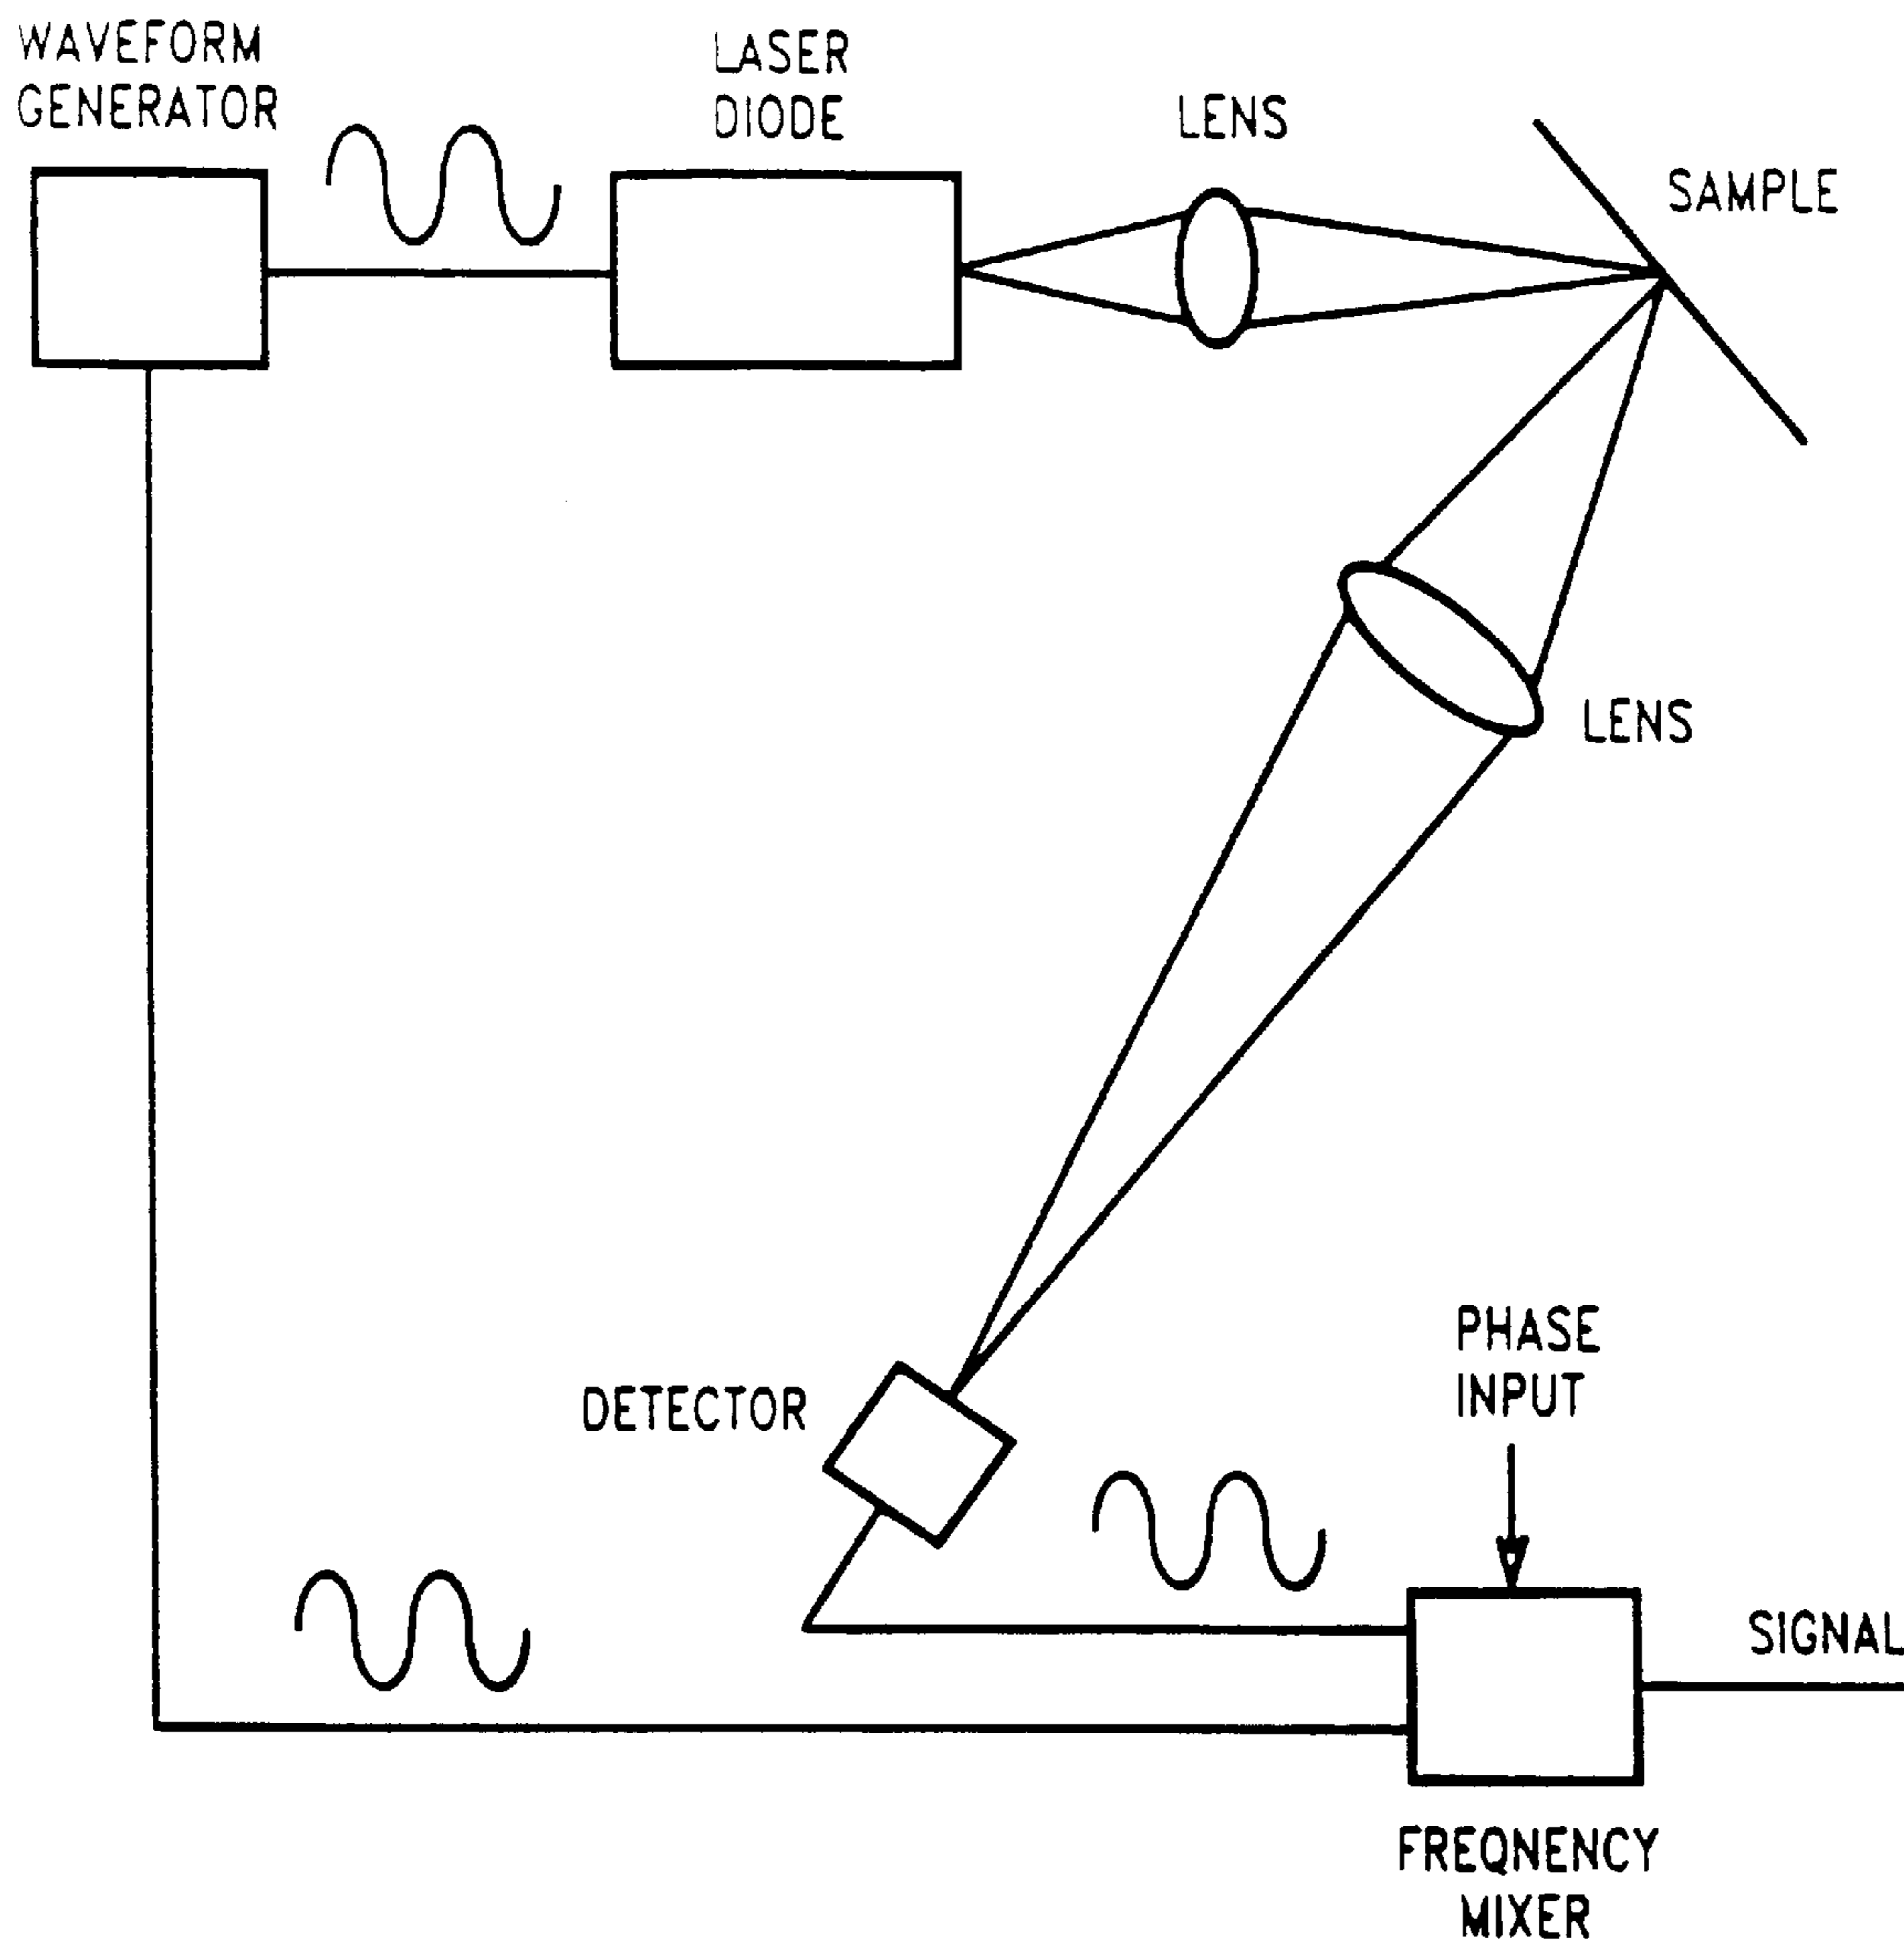 WAVEFORM
GENERATOR
LASER
DIODE
LENS
SAMPLE
LENS
DETECTOR
PHASE
INPUT
SIGNAL
FREQNENCY
MIXER